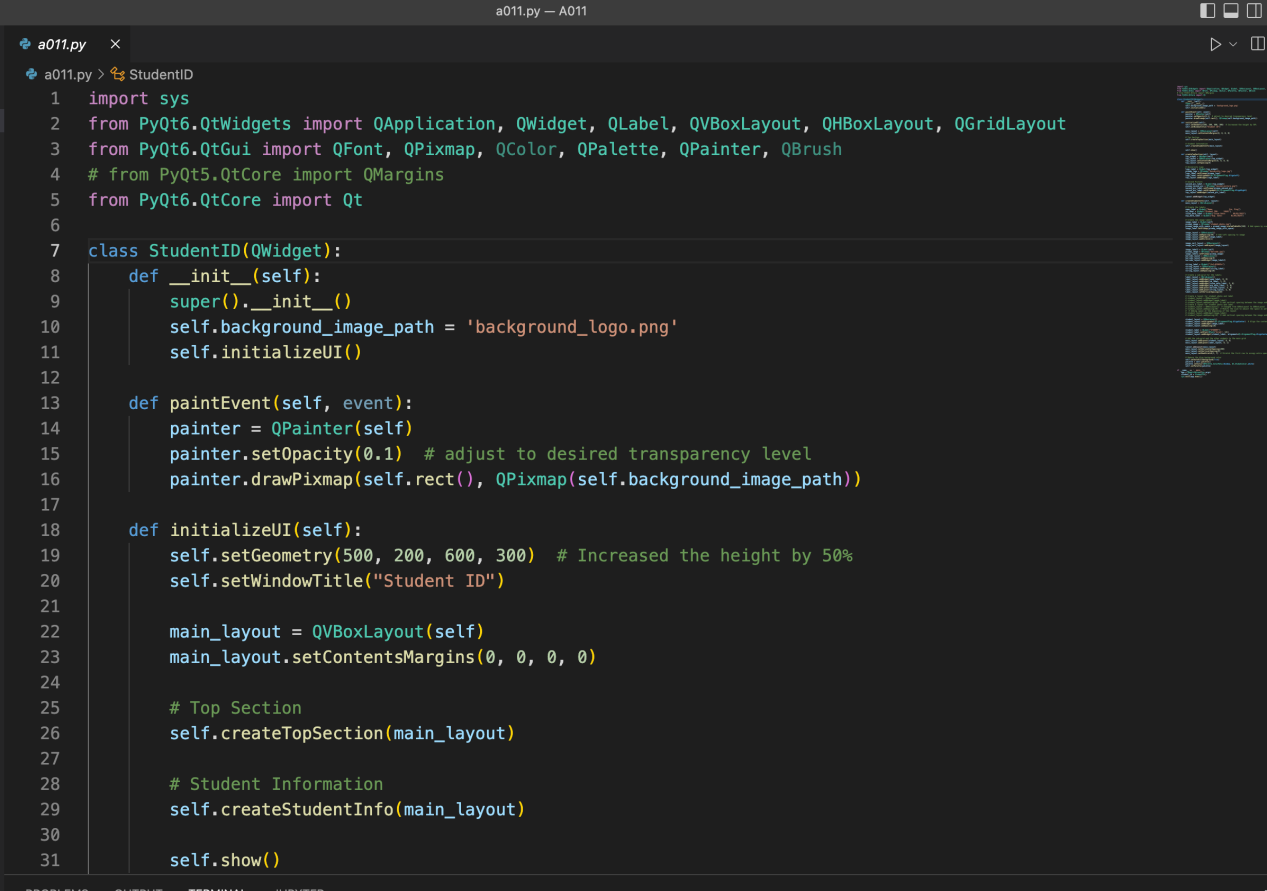 a011.py — A011
a011.py
a011.py > StudentID
1 import sys
2 from PyQt6.QtWidgets import QApplication, QWidget, QLabel, QVBoxLayout, QHBoxLayout, QGridLayout
3 from PyQt6.QtGui import QFont, QPixmap, QColor, QPalette, QPainter, QBrush
4 # from PyQt5.QtCore import QMargins
5 from PyQt6.QtCore import Qt
6
7 class StudentID(QWidget):
8     def __init__(self):
9         super().__init__()
10         self.background_image_path = 'background_logo.png'
11         self.initializeUI()
12
13     def paintEvent(self, event):
14         painter = QPainter(self)
15         painter.setOpacity(0.1)  # adjust to desired transparency level
16         painter.drawPixmap(self.rect(), QPixmap(self.background_image_path))
17
18     def initializeUI(self):
19         self.setGeometry(500, 200, 600, 300)  # Increased the height by 50%
20         self.setWindowTitle("Student ID")
21
22         main_layout = QVBoxLayout(self)
23         main_layout.setContentsMargins(0, 0, 0, 0)
24
25         # Top Section
26         self.createTopSection(main_layout)
27
28         # Student Information
29         self.createStudentInfo(main_layout)
30
31         self.show()